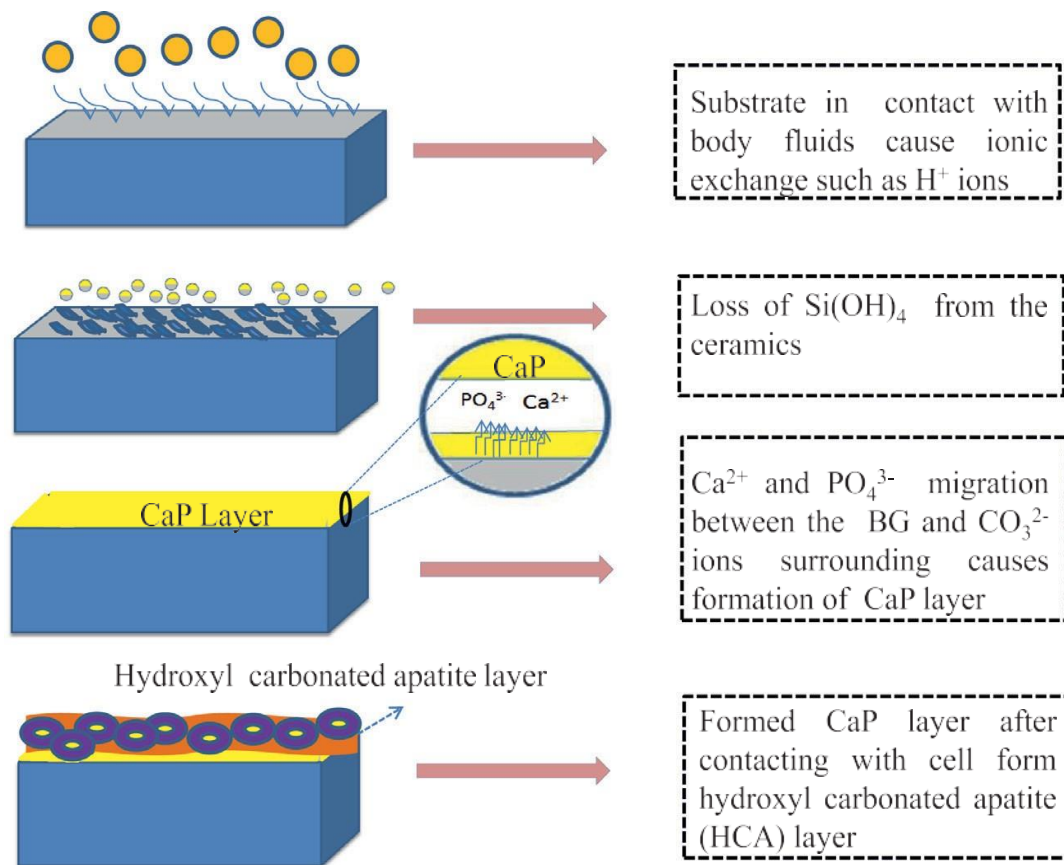 Substrate in contact with
body fluids cause ionic
exchange such as H⁺ ions
Loss of Si(OH)₄ from the
ceramics
CaP
PO₄³⁻ Ca²⁺
CaP Layer
Ca²⁺ and PO₄³⁻ migration
between the BG and CO₃²⁻
ions surrounding causes
formation of CaP layer
Hydroxyl carbonated apatite layer
Formed CaP layer after
contacting with cell form
hydroxyl carbonated apatite
(HCA) layer